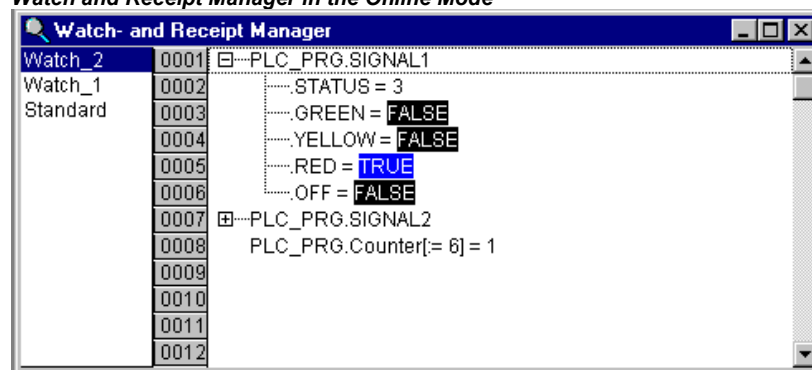 Watch and Receipt Manager in the Online Mode
Watch- and Receipt Manager
Watch_2
Watch_1
Standard
0001 PLC_PRG.SIGNAL1
0002 .STATUS = 3
0003 .GREEN = FALSE
0004 .YELLOW = FALSE
0005 .RED = TRUE
0006 .OFF = FALSE
0007 PLC_PRG.SIGNAL2
0008 PLC_PRG.Counter[:= 6] = 1
0009
0010
0011
0012